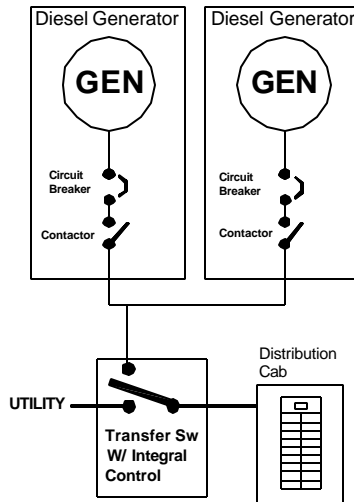 Diesel Generator
Diesel Generator
GEN
GEN
Circuit
Breaker
Circuit
Breaker
Contactor
Contactor
Distribution
Cab
UTILITY
Transfer Sw
W/ Integral
Control